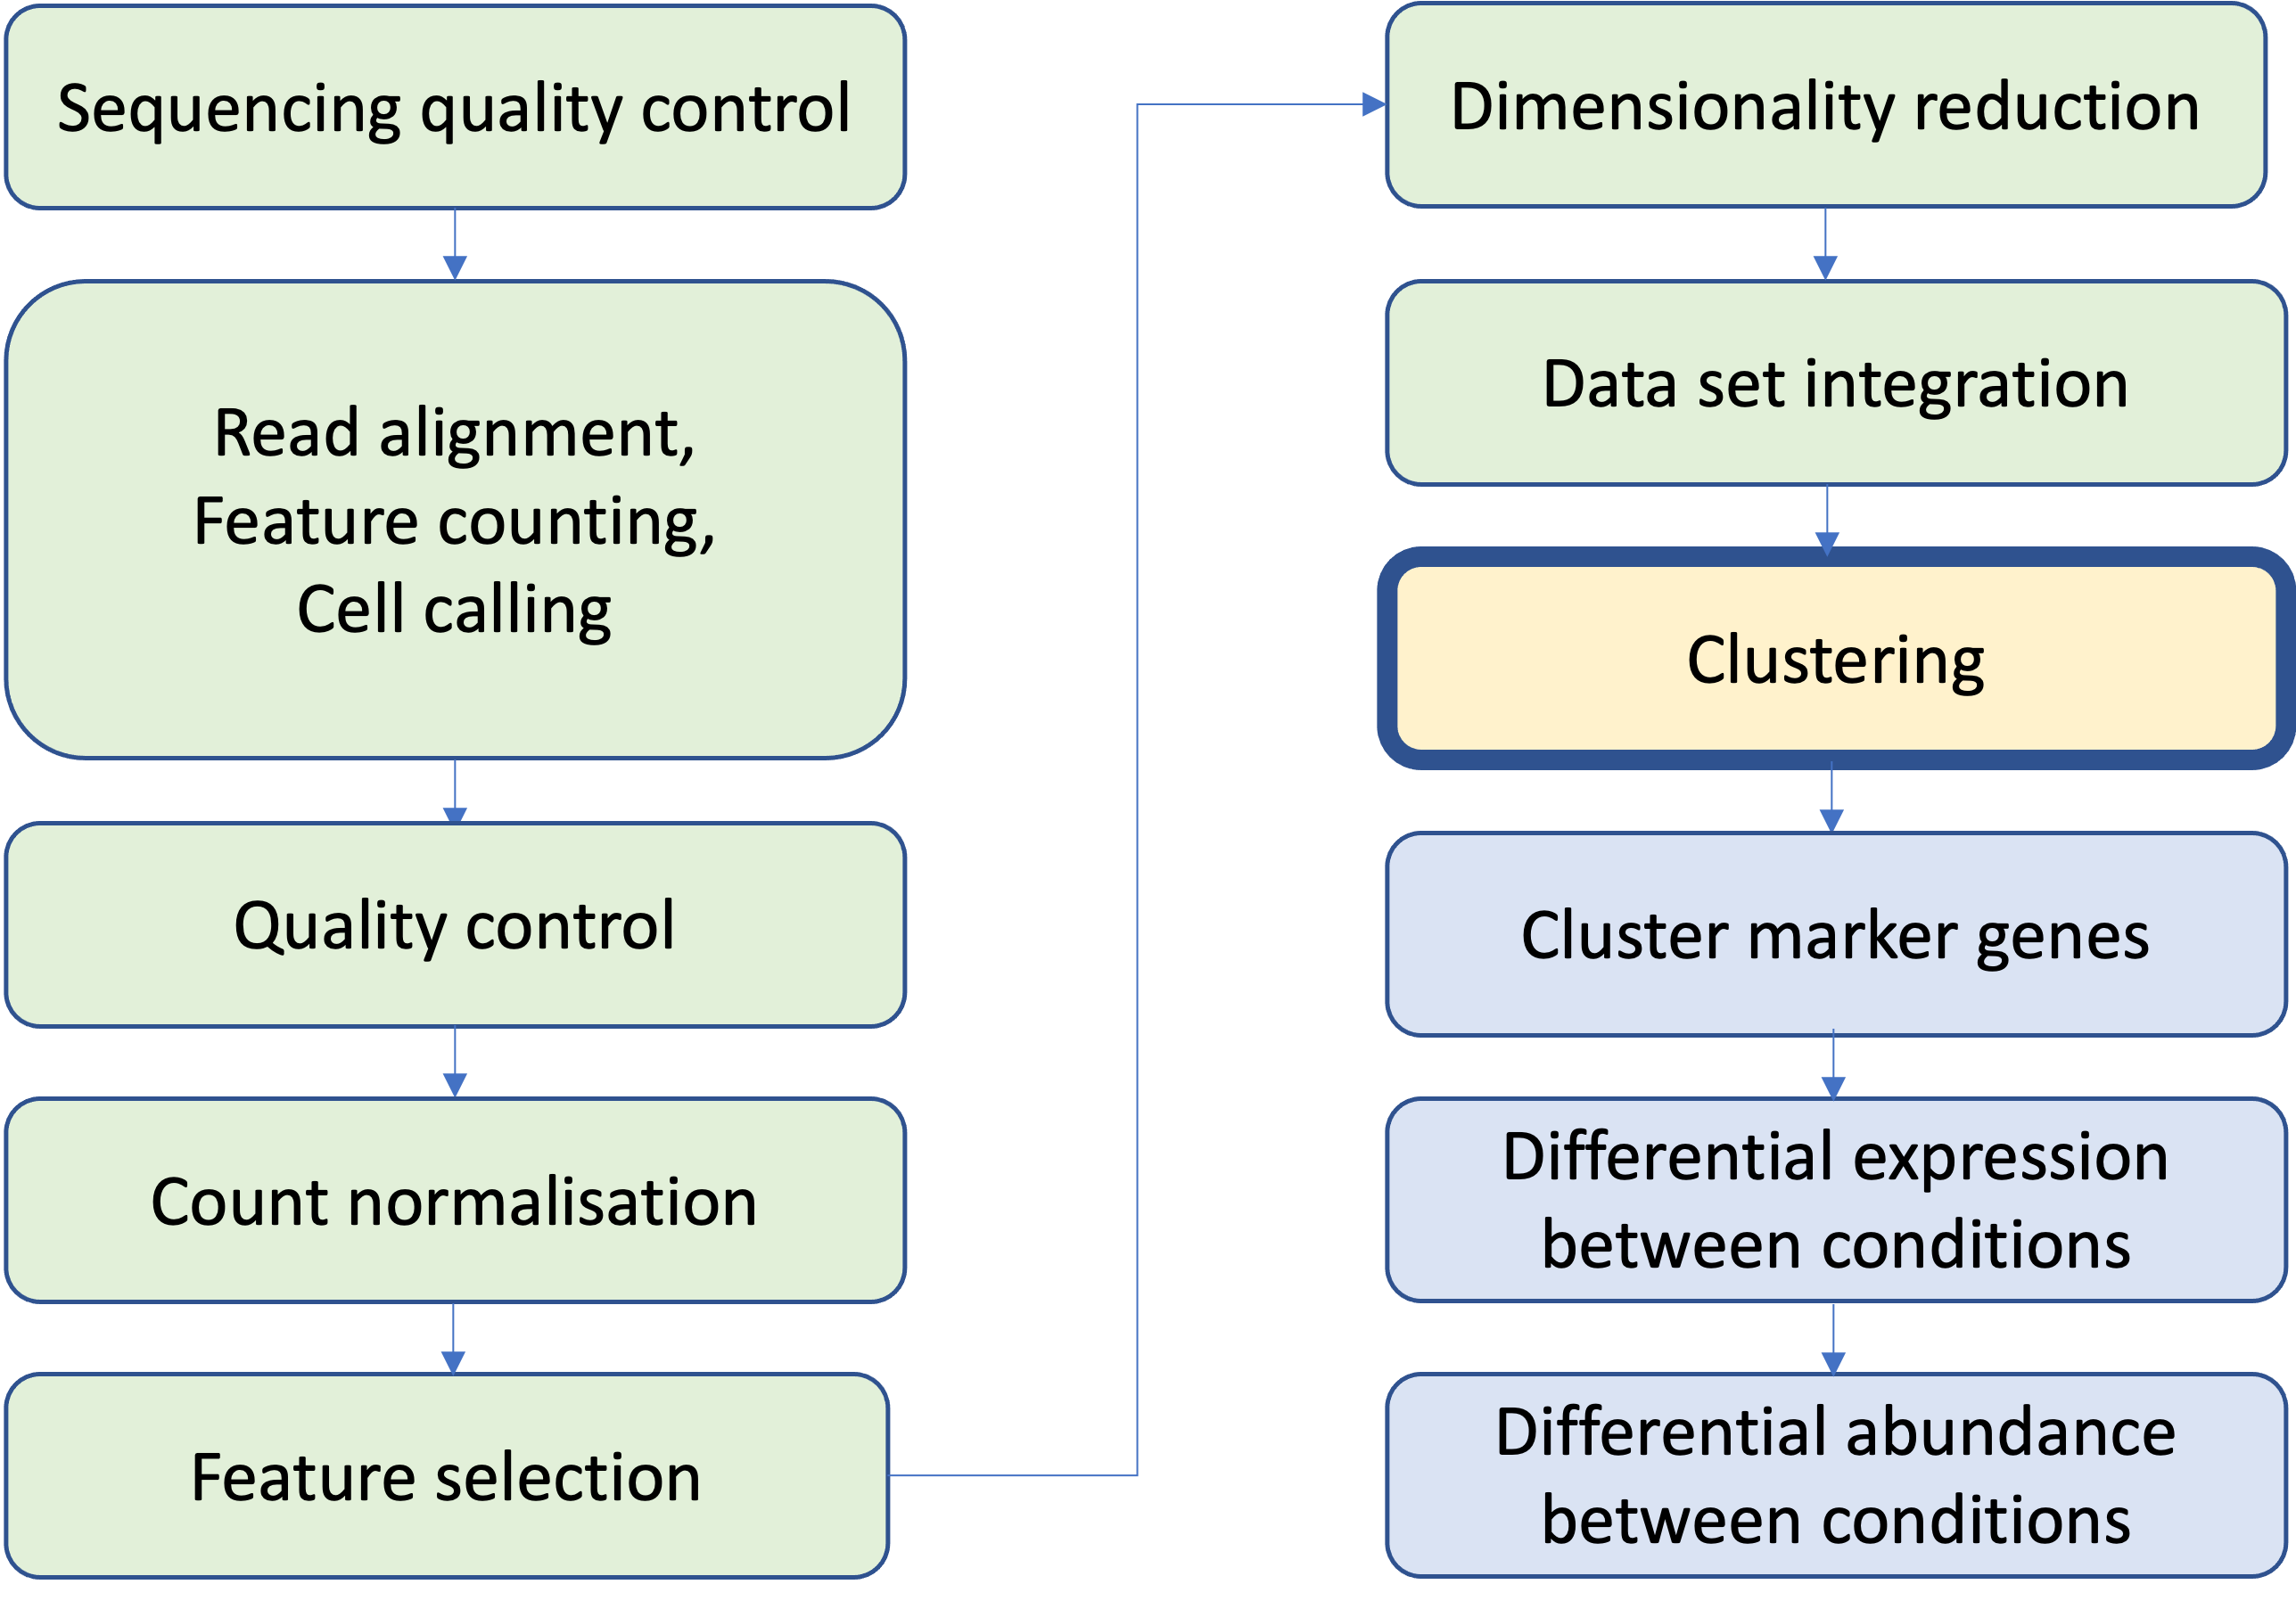 Sequencing quality control
Read alignment,
Feature counting,
Cell calling
Quality control
Count normalisation
Feature selection
Dimensionality reduction
Data set integration
Clustering
Cluster marker genes
Differential expression
between conditions
Differential abundance
between conditions